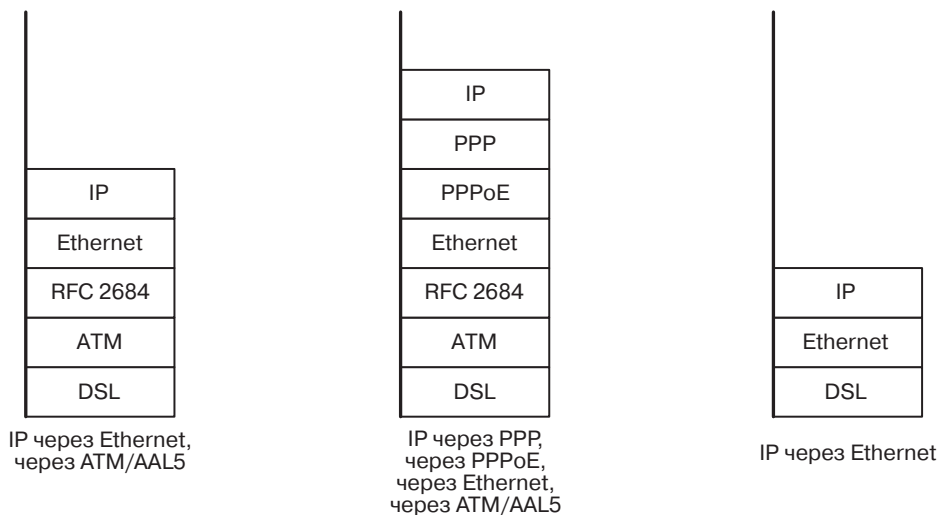 IP
Ethernet
RFC 2684
ATM
DSL
IP через Ethernet,
через ATM/AAL5
IP
PPP
PPPoE
Ethernet
RFC 2684
ATM
DSL
IP через PPP,
через PPPoE,
через Ethernet,
через ATM/AAL5
IP
Ethernet
DSL
IP через Ethernet